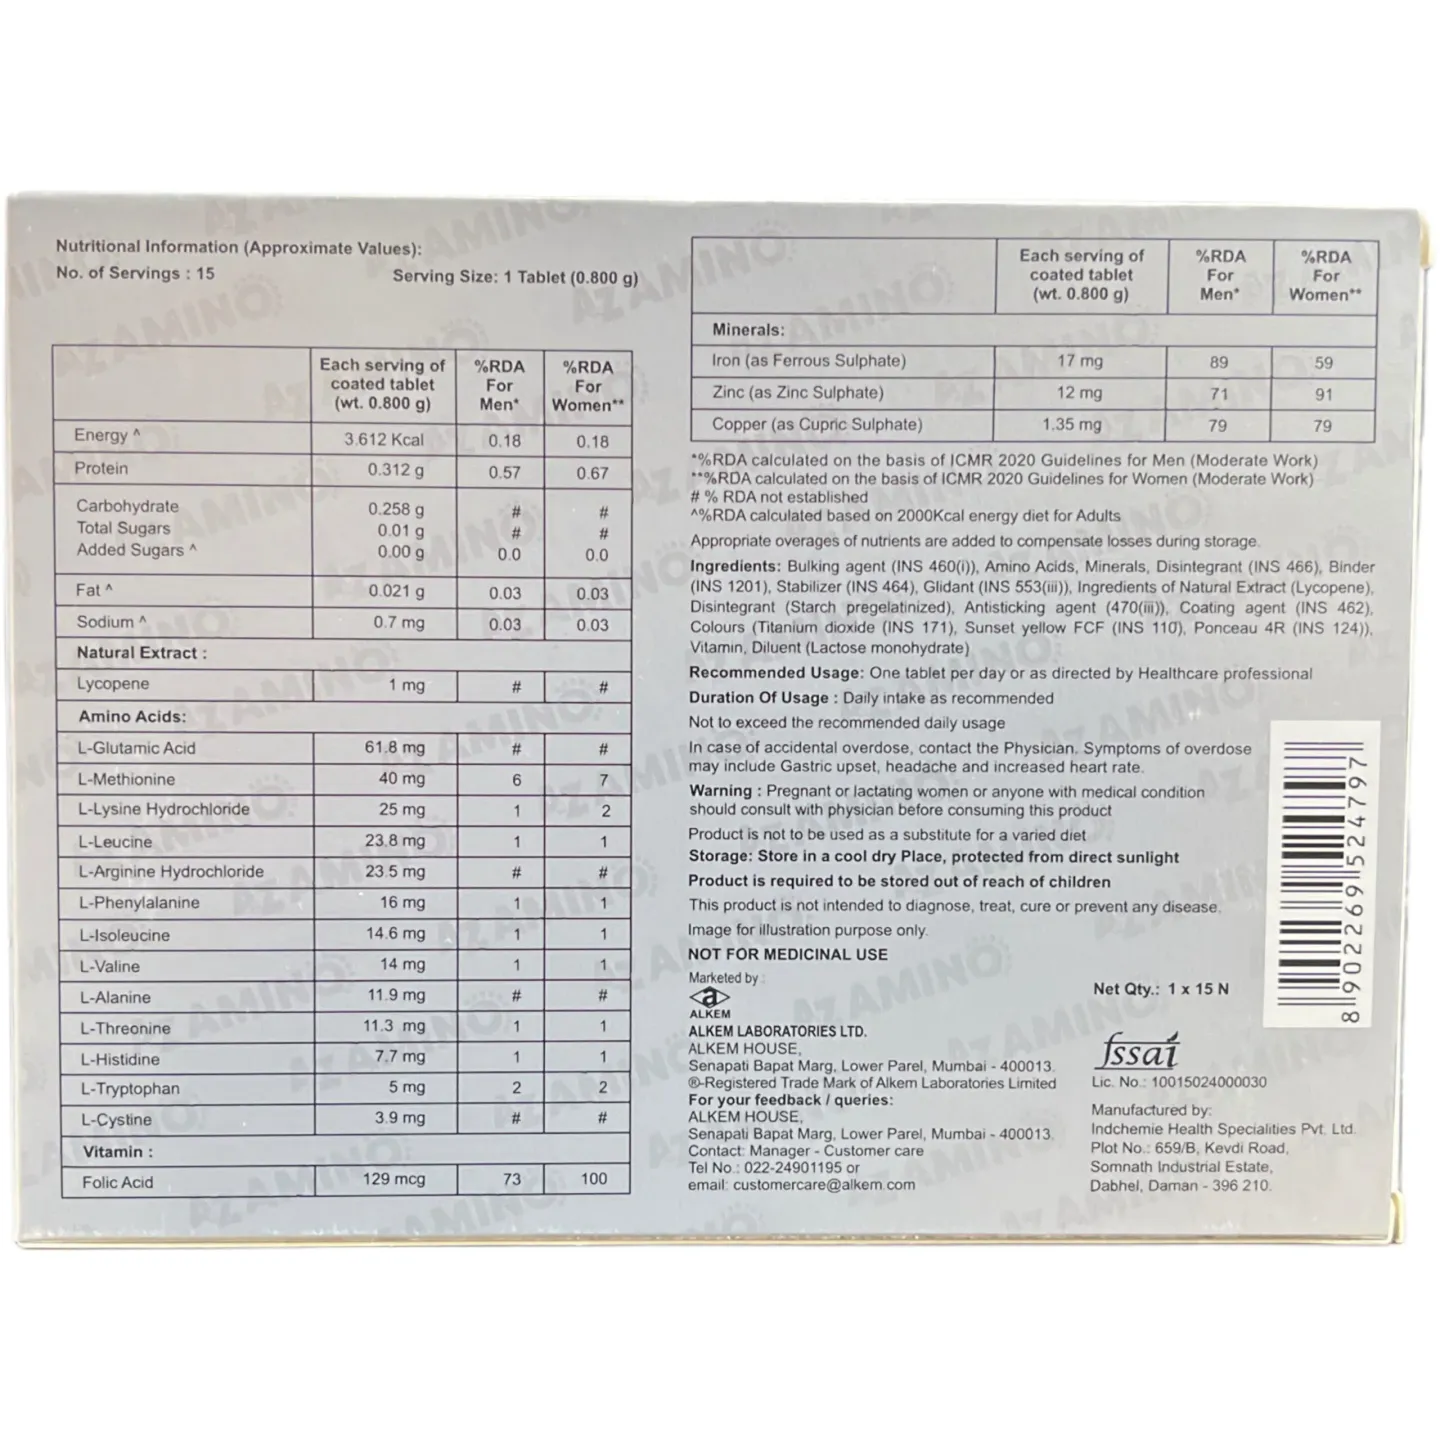 Nutritional Information (Approximate Values):
No. of Servings : 15 Serving Size: 1 Tablet (0.800 g)
Each serving of coated tablet (wt. 0.800 g) %RDA For Men* %RDA For Women**
Energy ^ 3.612 Kcal 0.18 0.18
Protein 0.312 g 0.57 0.67
Carbohydrate 0.258 g # #
Total Sugars 0.01 g # #
Added Sugars ^ 0.00 g 0.0 0.0
Fat ^ 0.021 g 0.03 0.03
Sodium ^ 0.7 mg 0.03 0.03
Natural Extract :
Lycopene 1 mg # #
Amino Acids:
L-Glutamic Acid 61.8 mg # #
L-Methionine 40 mg 6 7
L-Lysine Hydrochloride 25 mg 1 2
L-Leucine 23.8 mg 1 1
L-Arginine Hydrochloride 23.5 mg # #
L-Phenylalanine 16 mg 1 1
L-Isoleucine 14.6 mg 1 1
L-Valine 14 mg 1 1
L-Alanine 11.9 mg # #
L-Threonine 11.3 mg 1 1
L-Histidine 7.7 mg 1 1
L-Tryptophan 5 mg 2 2
L-Cystine 3.9 mg # #
Vitamin :
Folic Acid 129 mcg 73 100
Each serving of coated tablet (wt. 0.800 g) %RDA For Men* %RDA For Women**
Minerals:
Iron (as Ferrous Sulphate) 17 mg 89 59
Zinc (as Zinc Sulphate) 12 mg 71 91
Copper (as Cupric Sulphate) 1.35 mg 79 79
*%RDA calculated on the basis of ICMR 2020 Guidelines for Men (Moderate Work)
**%RDA calculated on the basis of ICMR 2020 Guidelines for Women (Moderate Work)
# % RDA not established
^%RDA calculated based on 2000Kcal energy diet for Adults
Appropriate overages of nutrients are added to compensate losses during storage.
Ingredients: Bulking agent (INS 460(i)), Amino Acids, Minerals, Disintegrant (INS 466), Binder
(INS 1201), Stabilizer (INS 464), Glidant (INS 553(iii)), Ingredients of Natural Extract (Lycopene),
Disintegrant (Starch pregelatinized), Antisticking agent (470(iii)), Coating agent (INS 462),
Colours (Titanium dioxide (INS 171), Sunset yellow FCF (INS 110), Ponceau 4R (INS 124)),
Vitamin, Diluent (Lactose monohydrate)
Recommended Usage: One tablet per day or as directed by Healthcare professional
Duration Of Usage : Daily intake as recommended
Not to exceed the recommended daily usage
In case of accidental overdose, contact the Physician. Symptoms of overdose
may include Gastric upset, headache and increased heart rate.
Warning : Pregnant or lactating women or anyone with medical condition
should consult with physician before consuming this product
Product is not to be used as a substitute for a varied diet
Storage: Store in a cool dry Place, protected from direct sunlight
Product is required to be stored out of reach of children
This product is not intended to diagnose, treat, cure or prevent any disease.
Image for illustration purpose only.
NOT FOR MEDICINAL USE
Marketed by :
a
ALKEM
ALKEM LABORATORIES LTD.
ALKEM HOUSE,
Senapati Bapat Marg, Lower Parel, Mumbai - 400013.
®-Registered Trade Mark of Alkem Laboratories Limited
For your feedback / queries:
ALKEM HOUSE,
Senapati Bapat Marg, Lower Parel, Mumbai - 400013.
Contact: Manager - Customer care
Tel No.: 022-24901195 or
email: customercare@alkem.com
8 902269 524797
Net Qty.: 1 x 15 N
fssai
Lic. No.: 10015024000030
Manufactured by:
Indchemie Health Specialities Pvt. Ltd.
Plot No.: 659/B, Kevdi Road,
Somnath Industrial Estate,
Dabhel, Daman - 396 210.
AZ AMINO